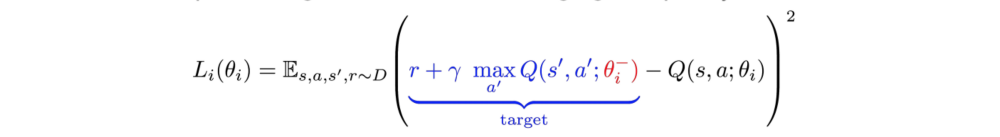 L_i(θ_i) = 𝔼_{s,a,s′,r∼D} ( r + γ max_{a′} Q(s′, a′; θ_i^−) − Q(s, a; θ_i) )^2
target